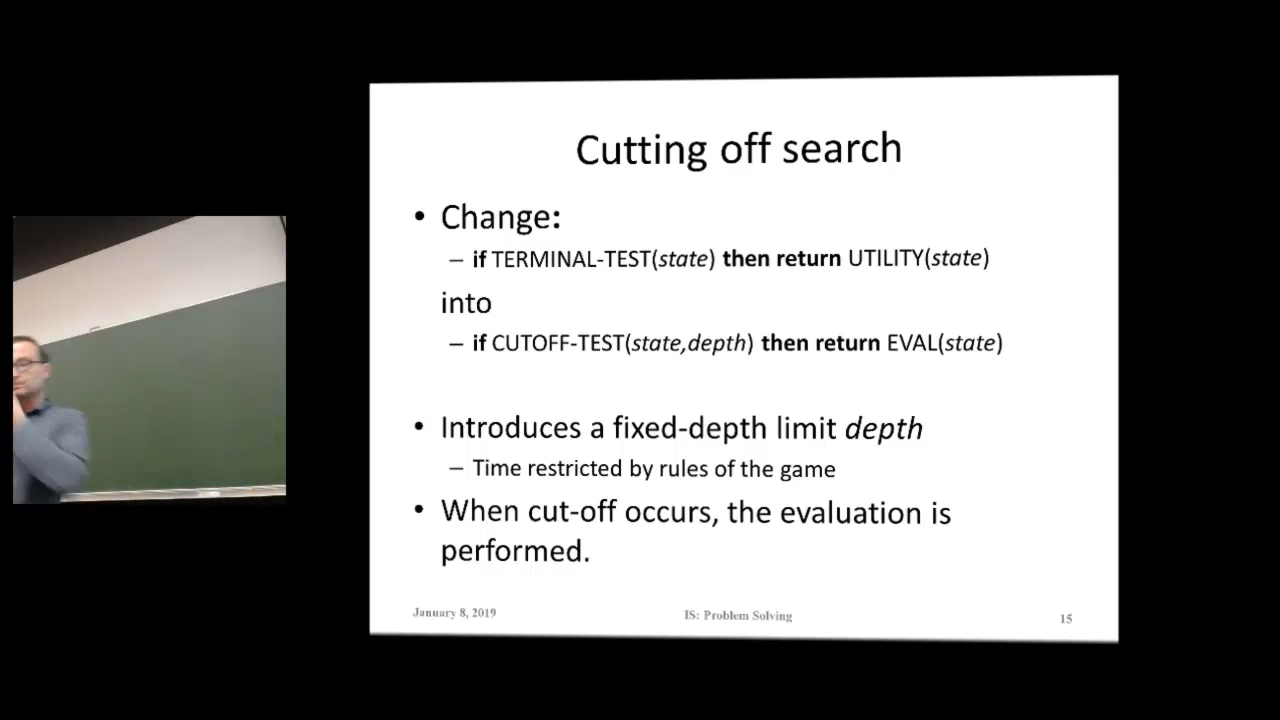 Cutting off search
• Change:
– if TERMINAL-TEST(state) then return UTILITY(state)
into
– if CUTOFF-TEST(state,depth) then return EVAL(state)
• Introduces a fixed-depth limit depth
– Time restricted by rules of the game
• When cut-off occurs, the evaluation is
performed.
January 8, 2019
IS: Problem Solving
15